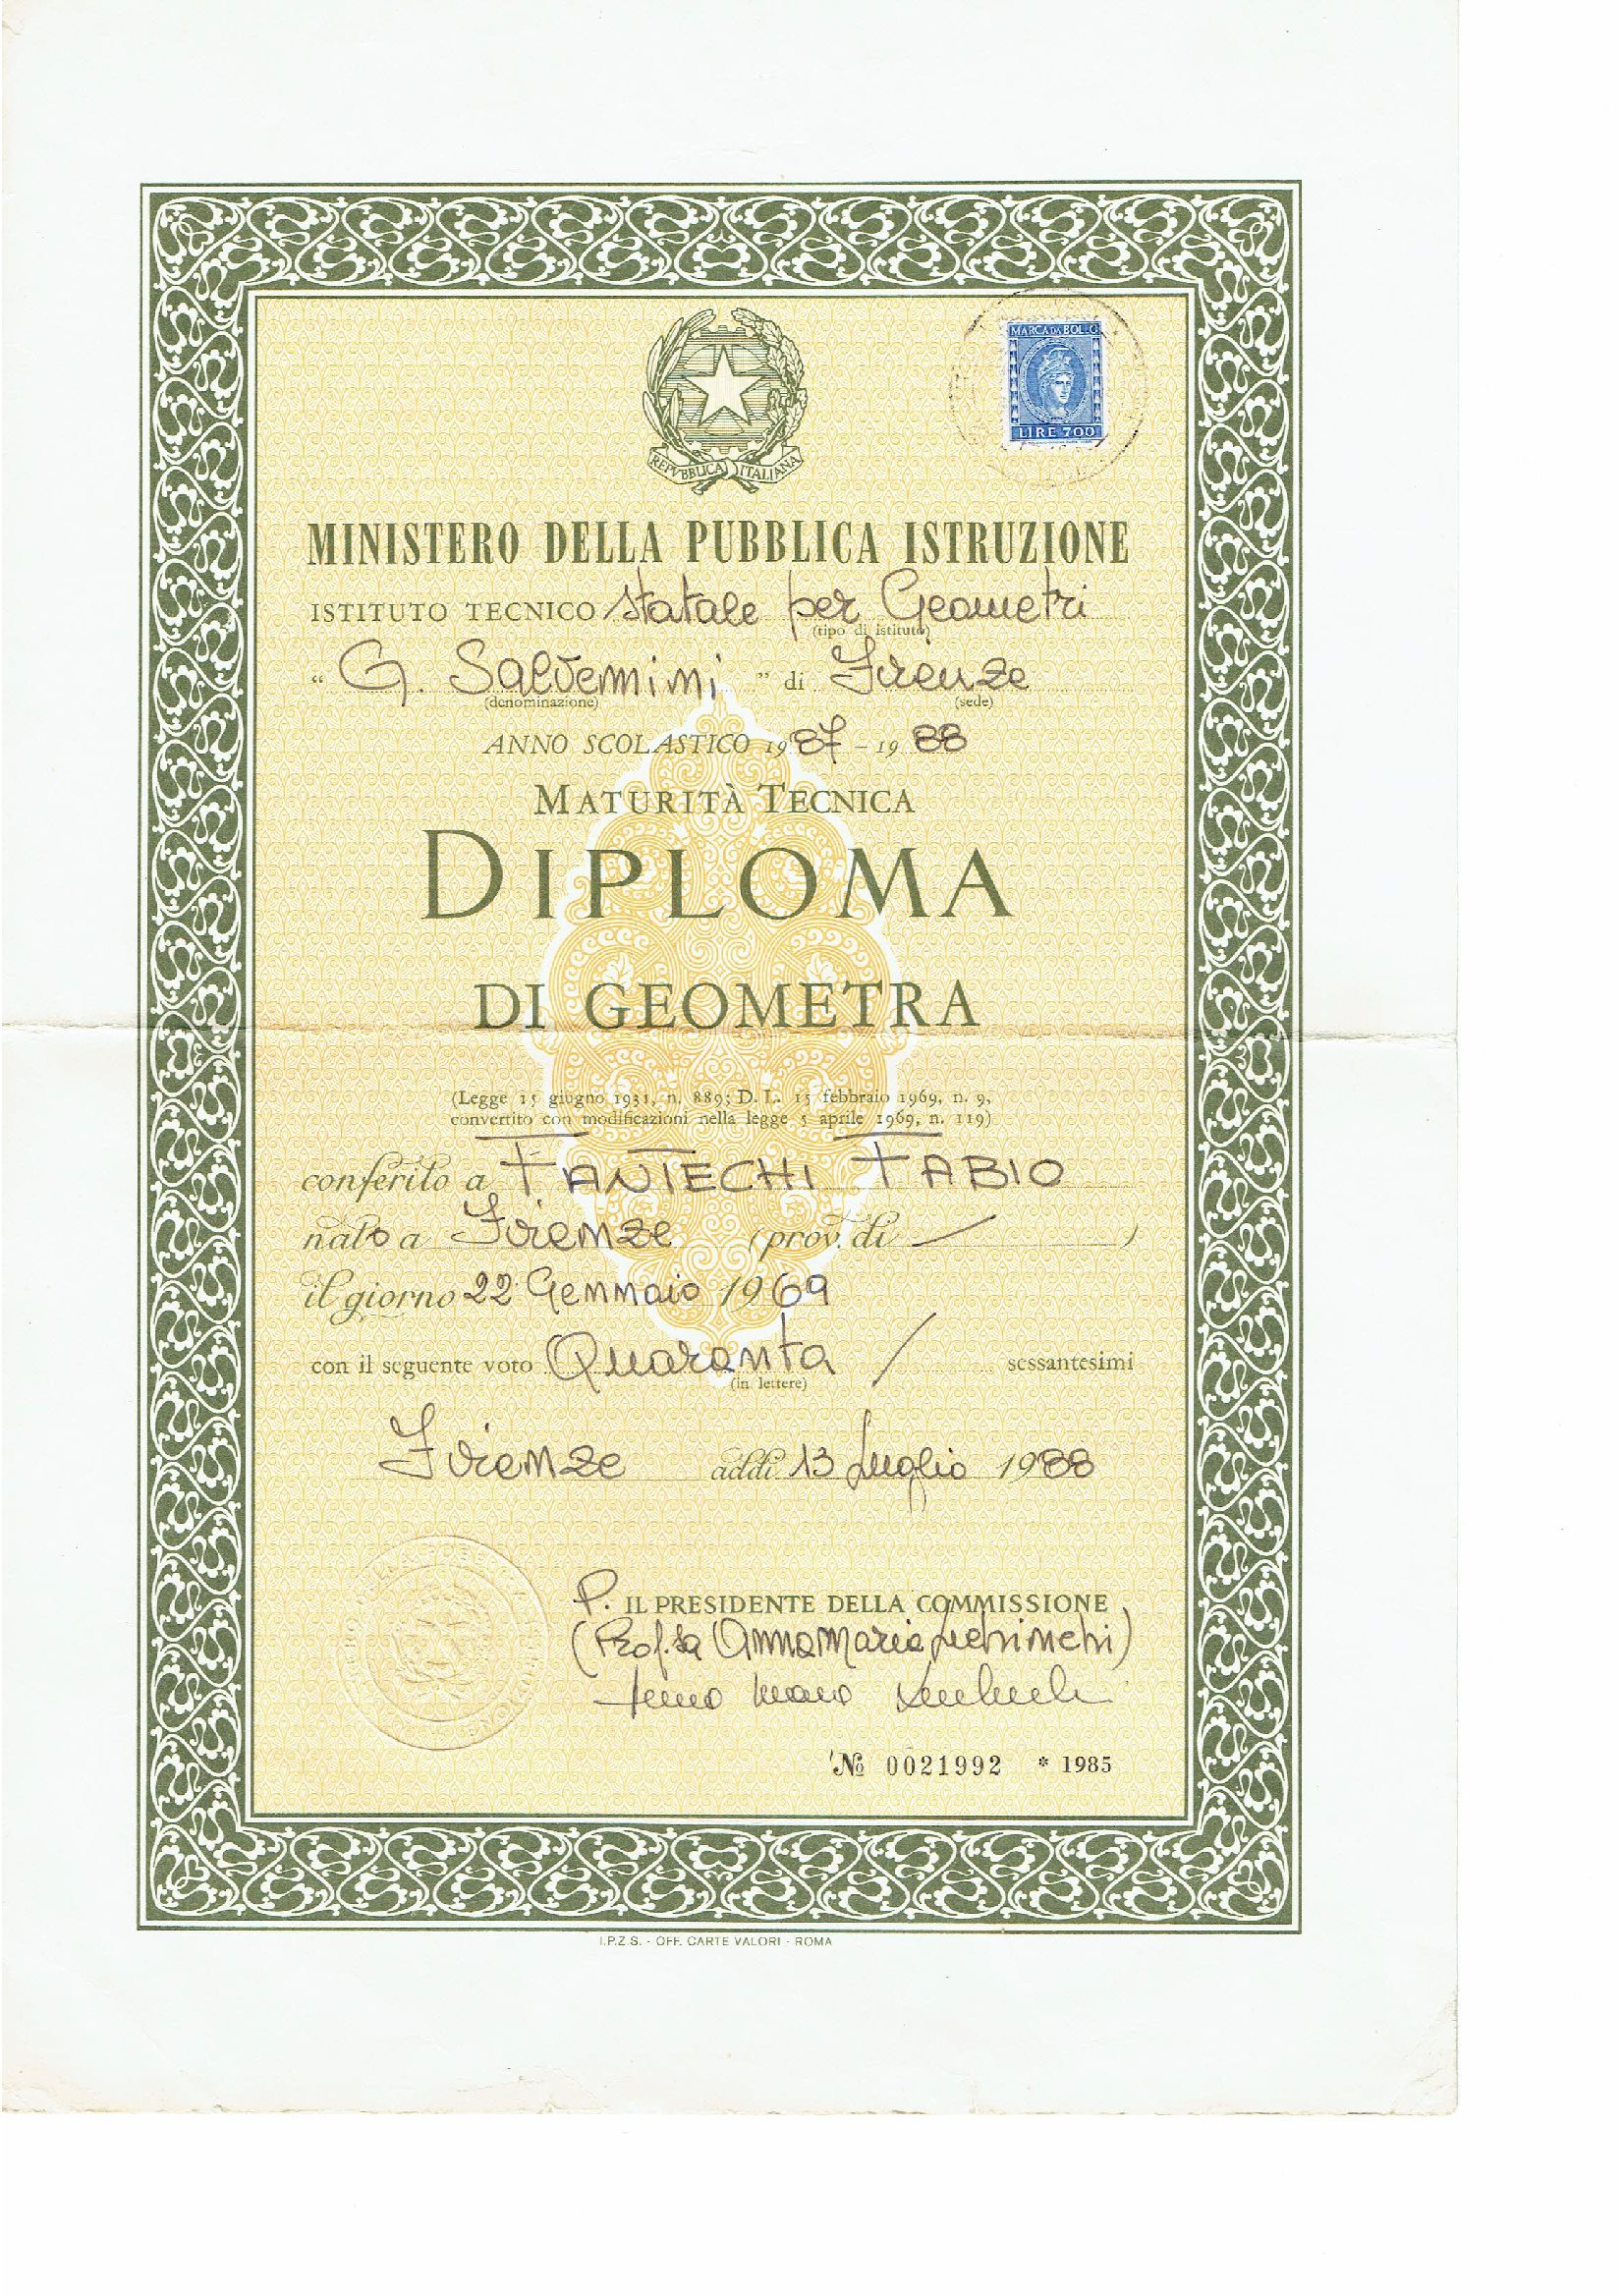 MARCA DA BOLLO
LIRE 700
REPVBBLICA ITALIANA
MINISTERO DELLA PUBBLICA ISTRUZIONE
ISTITUTO TECNICO Statale per Geometri
(tipo di istituto)
“ G. Salvemini ” di Firenze
(denominazione) (sede)
ANNO SCOLASTICO 1987 - 1988
MATURITÀ TECNICA
DIPLOMA
DI GEOMETRA
(Legge 15 giugno 1931, n. 889; D. L. 15 febbraio 1969, n. 9,
convertito con modificazioni nella legge 5 aprile 1969, n. 119)
conferito a FANTECHI FABIO
nato a Firenze (prov. di — )
il giorno 22 Gennaio 1969
con il seguente voto Quaranta / sessantesimi
(in lettere)
Firenze addì 13 Luglio 1988
P. IL PRESIDENTE DELLA COMMISSIONE
(Prof.ssa Annamaria
№ 0021992 * 1985
I.P.Z.S. - OFF. CARTE VALORI - ROMA